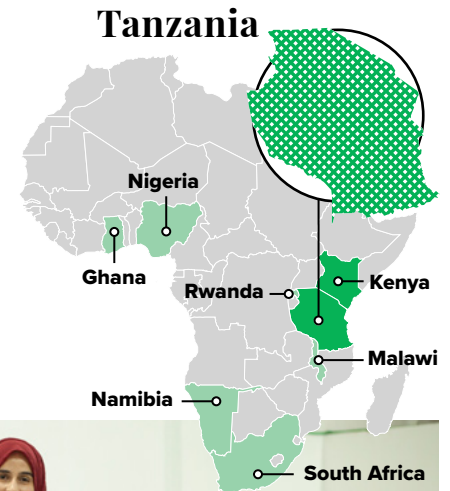 Tanzania
Nigeria
Ghana
Rwanda
Kenya
Malawi
Namibia
South Africa